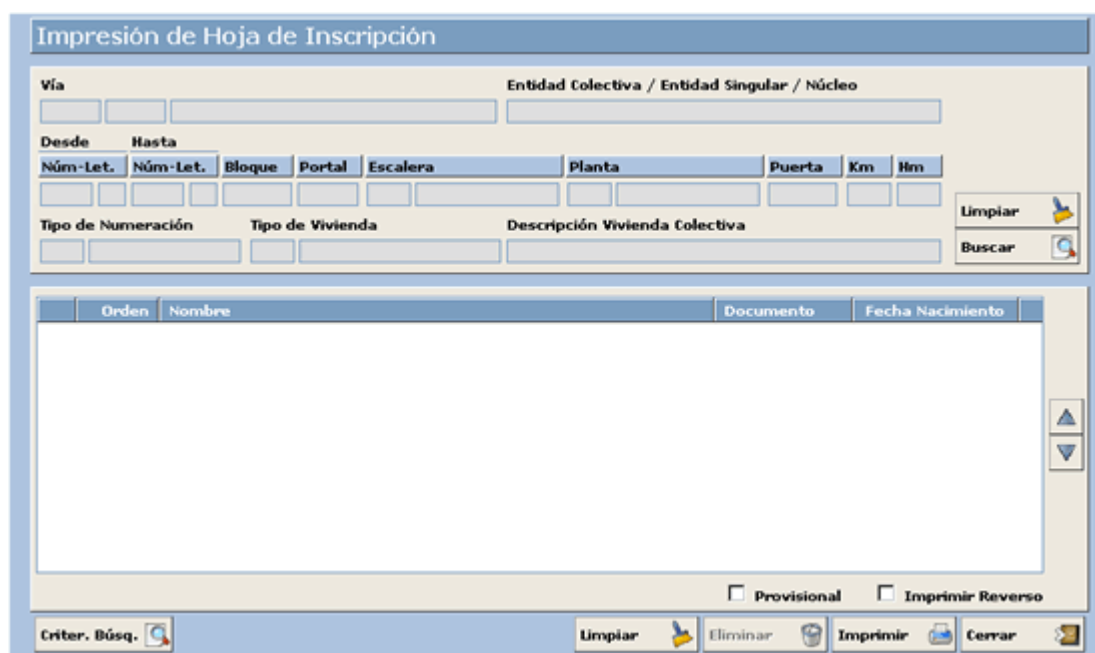 Impresión de Hoja de Inscripción
Vía Entidad Colectiva / Entidad Singular / Núcleo
Desde Hasta
Núm-Let. Núm-Let. Bloque Portal Escalera Planta Puerta Km Hm
Limpiar
Tipo de Numeración Tipo de Vivienda Descripción Vivienda Colectiva
Buscar
Orden Nombre Documento Fecha Nacimiento
Provisional Imprimir Reverso
Criter. Búsq. Limpiar Eliminar Imprimir Cerrar